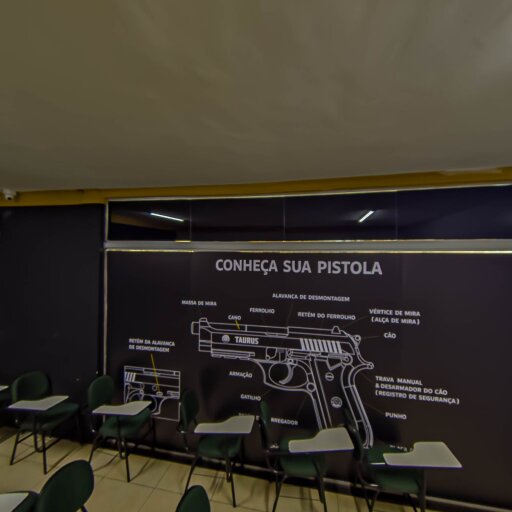 CONHEÇA SUA PISTOLA
ALAVANCA DE DESMONTAGEM
MASSA DE MIRA
FERROLHO
VÉRTICE DE MIRA
(ALÇA DE MIRA)
CANO
RETÉM DO FERROLHO
CÃO
RETÉM DA ALAVANCA
DE DESMONTAGEM
TAURUS
ARMAÇÃO
TRAVA MANUAL
& DESARMADOR DO CÃO
(REGISTRO DE SEGURANÇA)
GATILHO
PUNHO